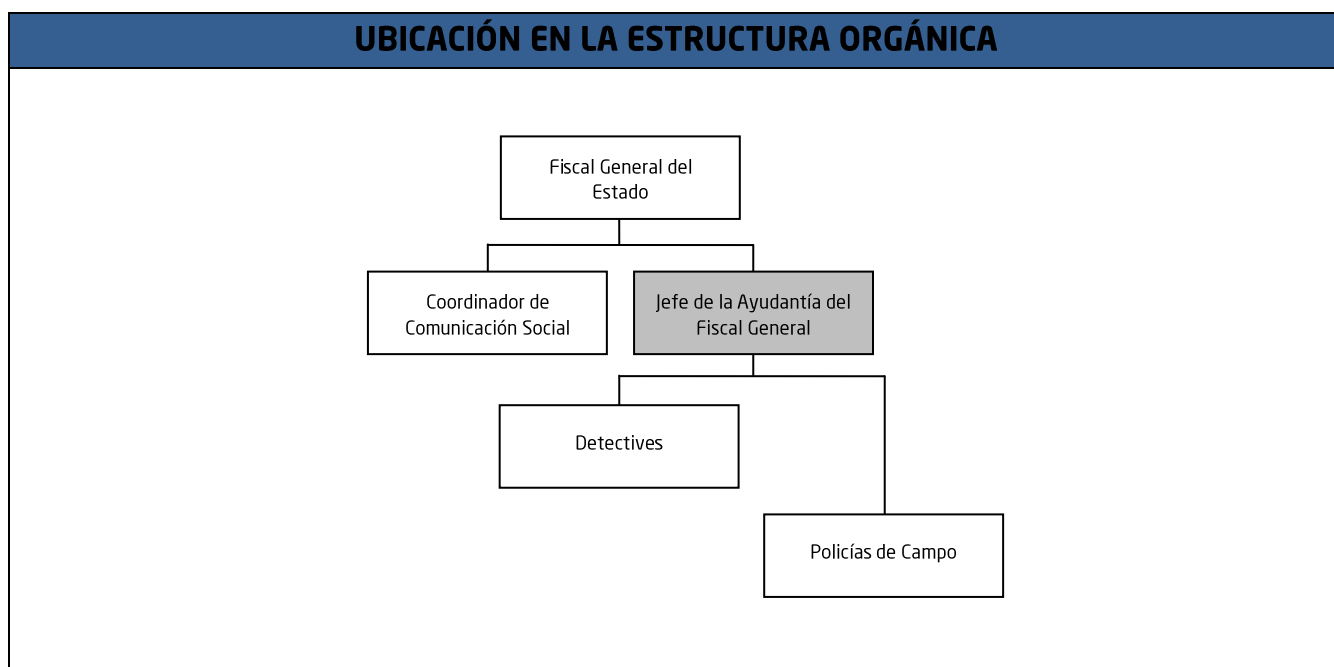 UBICACIÓN EN LA ESTRUCTURA ORGÁNICA
Fiscal General del
Estado
Coordinador de
Comunicación Social
Jefe de la Ayudantía del
Fiscal General
Detectives
Policías de Campo